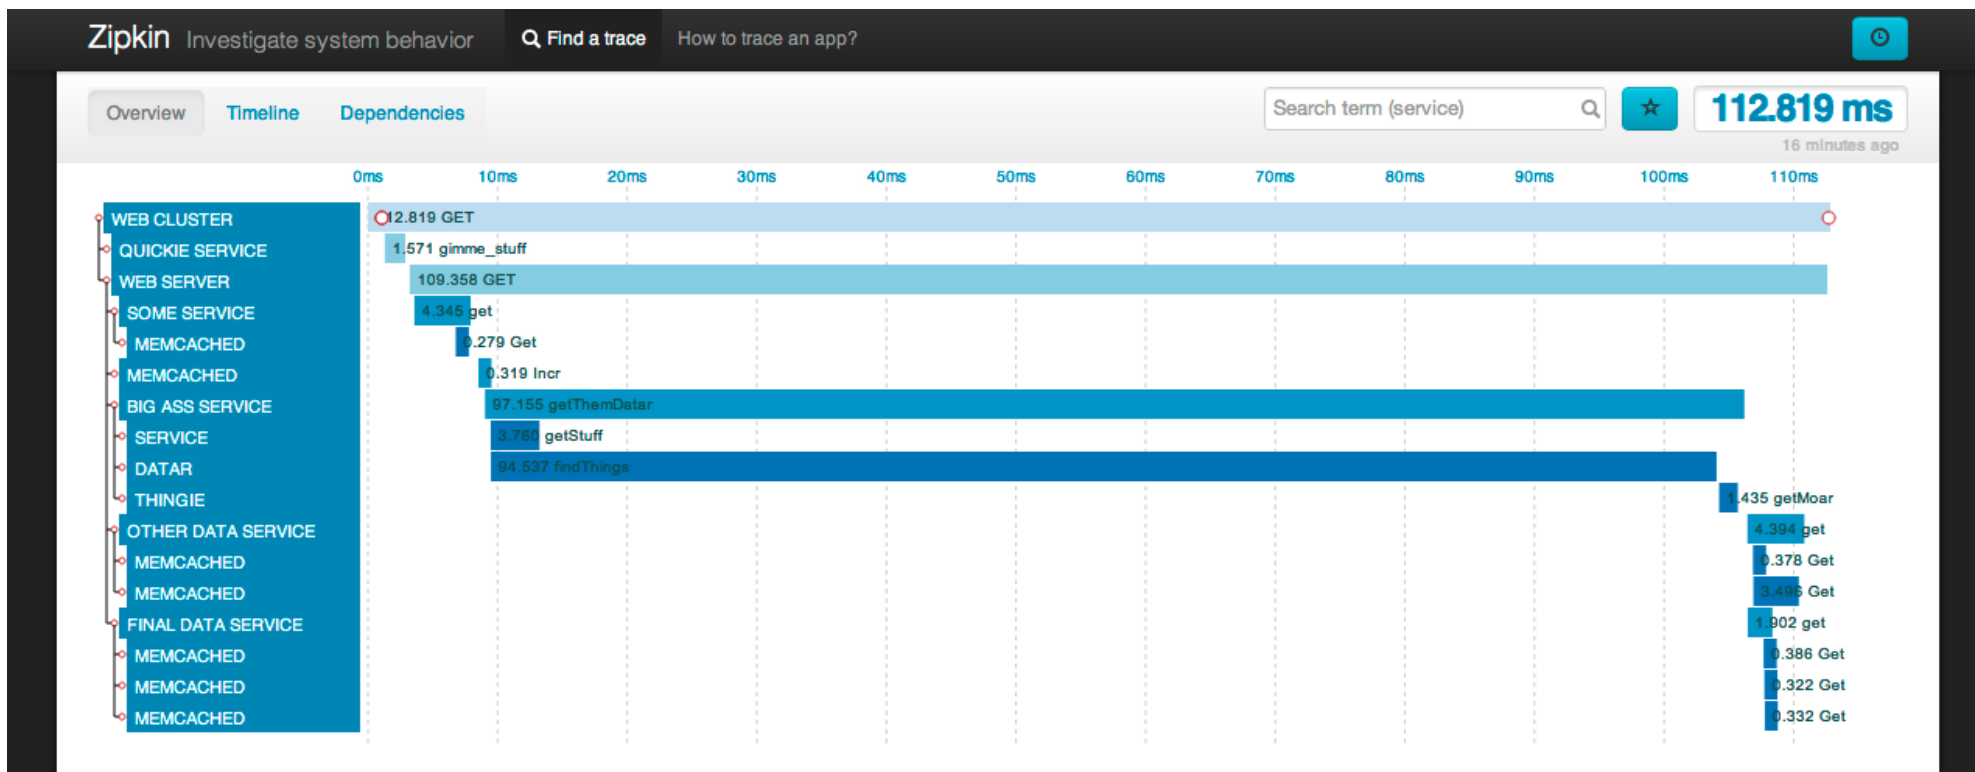 Zipkin Investigate system behavior Find a trace How to trace an app?
Overview Timeline Dependencies Search term (service) 112.819 ms
16 minutes ago
0ms 10ms 20ms 30ms 40ms 50ms 60ms 70ms 80ms 90ms 100ms 110ms
WEB CLUSTER 12.819 GET
QUICKIE SERVICE 1.571 gimme_stuff
WEB SERVER 109.358 GET
SOME SERVICE 4.345 get
MEMCACHED 0.279 Get
MEMCACHED 0.319 Incr
BIG ASS SERVICE 97.155 getThemDatar
SERVICE 3.760 getStuff
DATAR 94.537 findThings
THINGIE 1.435 getMoar
OTHER DATA SERVICE 4.394 get
MEMCACHED 0.378 Get
MEMCACHED 3.496 Get
FINAL DATA SERVICE 1.902 get
MEMCACHED 0.386 Get
MEMCACHED 0.322 Get
MEMCACHED 0.332 Get